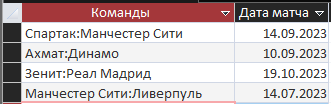 Команды Дата матча
Спартак:Манчестер Сити 14.09.2023
Ахмат:Динамо 10.09.2023
Зенит:Реал Мадрид 19.10.2023
Манчестер Сити:Ливерпуль 14.07.2023